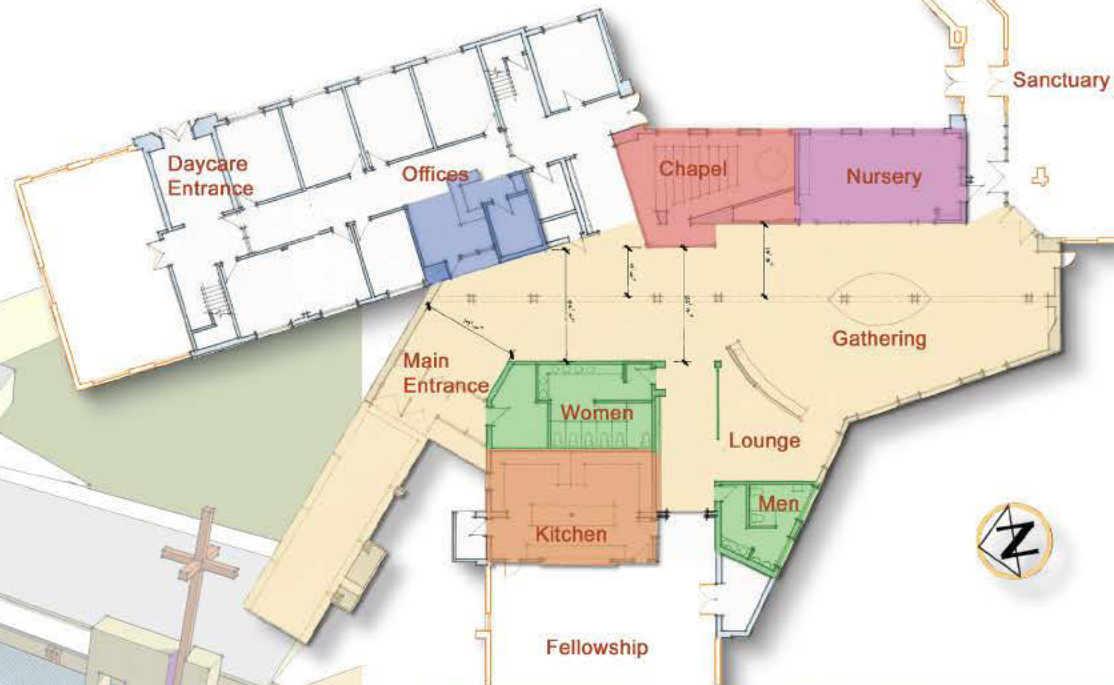 Sanctuary
Daycare
Entrance
Offices
Chapel
Nursery
Gathering
Main
Entrance
Women
Lounge
Men
Kitchen
Fellowship
N